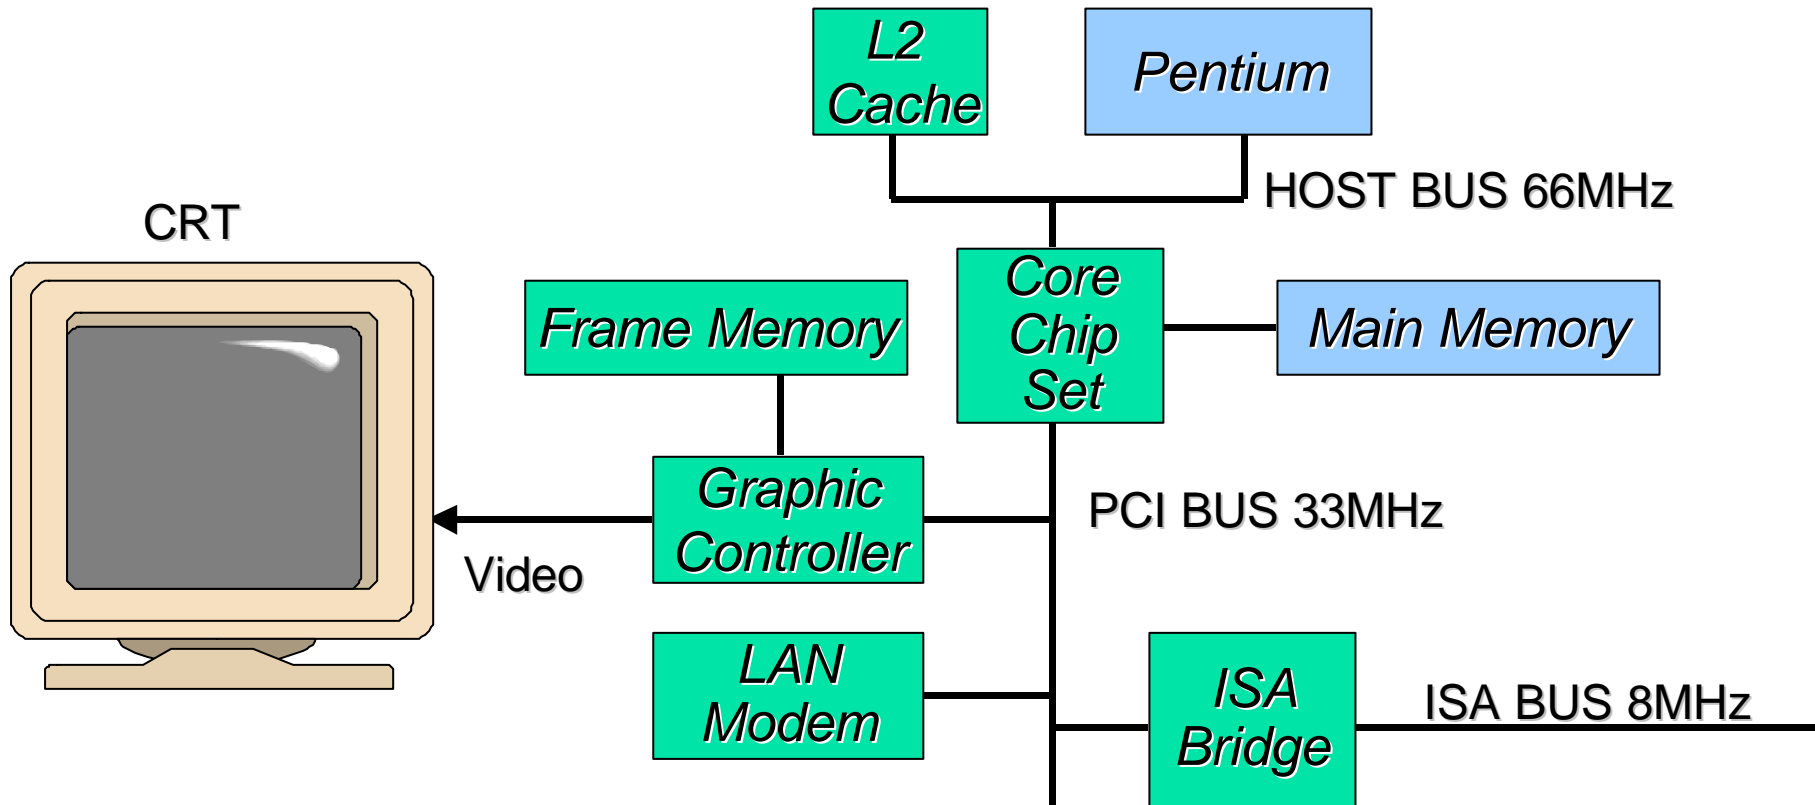 L2
Cache
Pentium
HOST BUS 66MHz
CRT
Core
Chip
Set
Frame Memory
Main Memory
Graphic
Controller
PCI BUS 33MHz
Video
LAN
Modem
ISA
Bridge
ISA BUS 8MHz